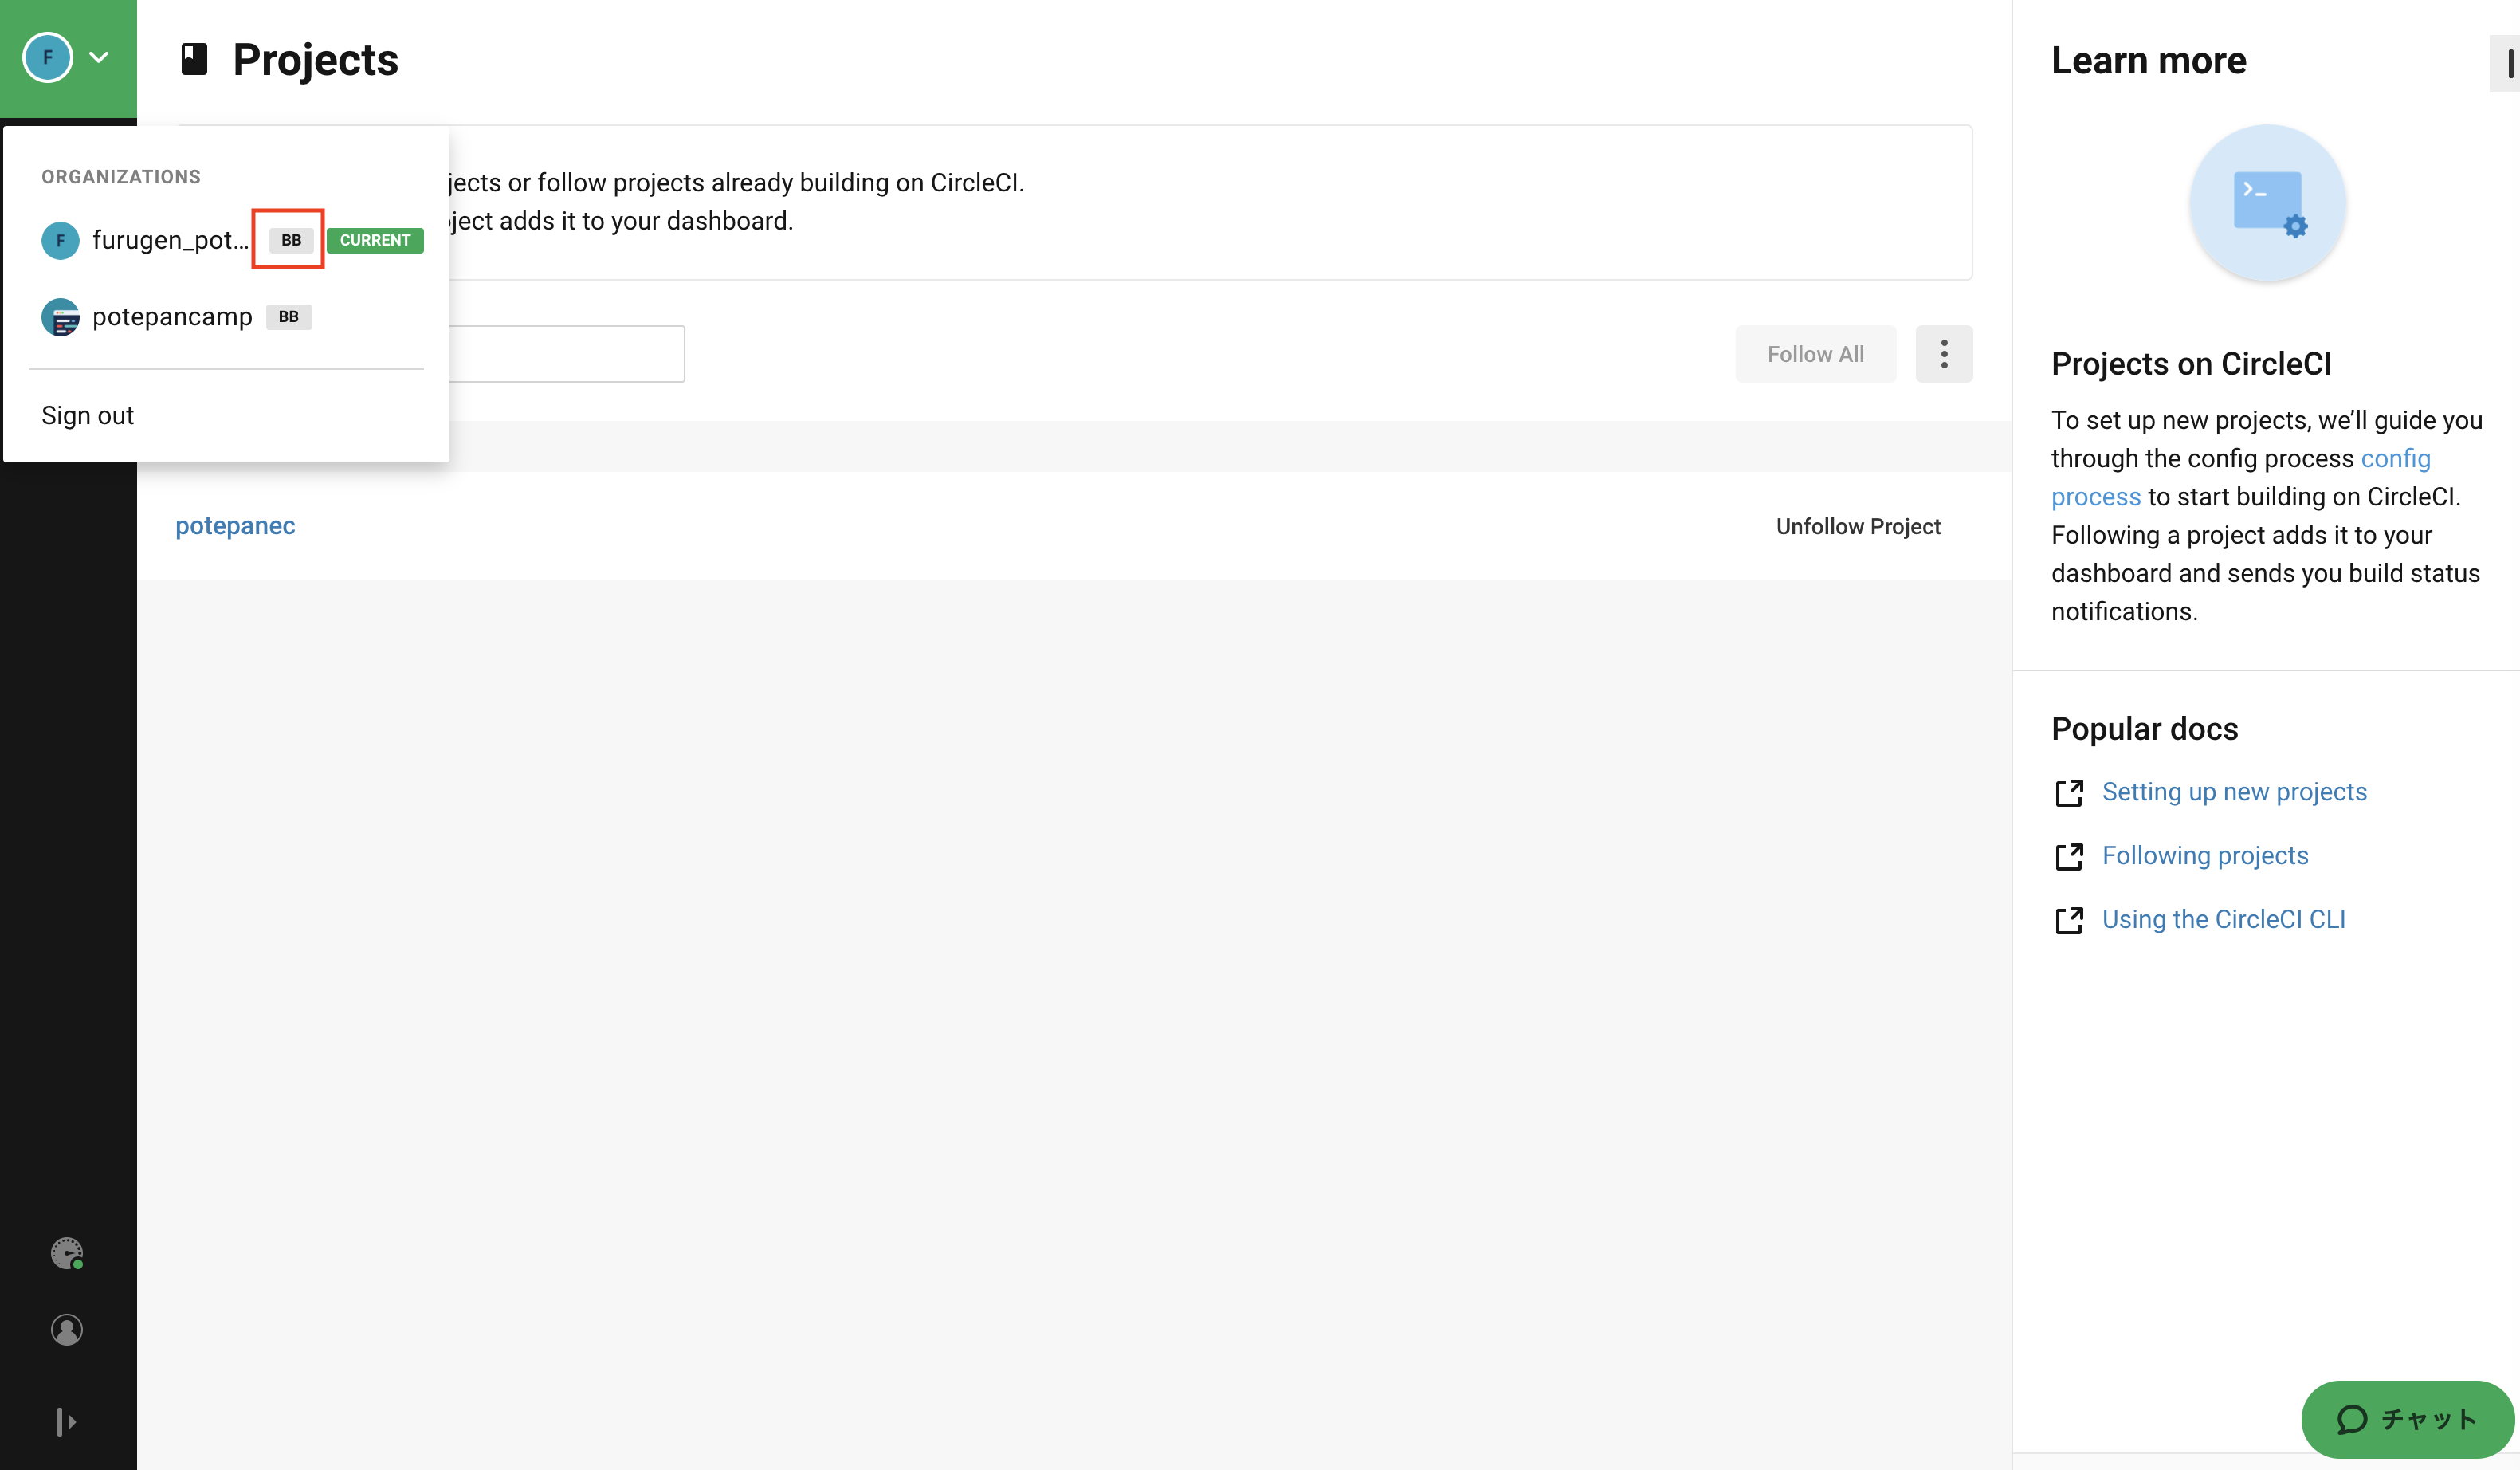 F
Projects
ORGANIZATIONS
F furugen_pot... BB CURRENT
potepancamp BB
Sign out
jects or follow projects already building on CircleCI.
ject adds it to your dashboard.
Follow All
potepanec
Unfollow Project
Learn more
Projects on CircleCI
To set up new projects, we’ll guide you
through the config process config
process to start building on CircleCI.
Following a project adds it to your
dashboard and sends you build status
notifications.
Popular docs
Setting up new projects
Following projects
Using the CircleCI CLI
チャット